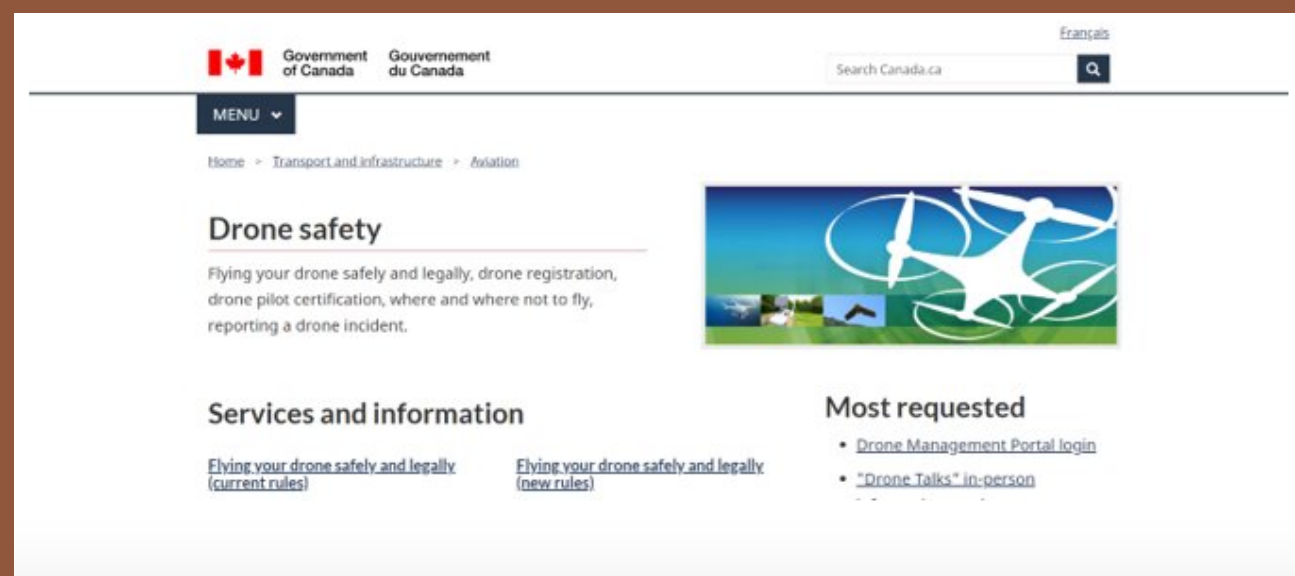 Français
Government of Canada
Gouvernement du Canada
Search Canada.ca
MENU
Home > Transport and infrastructure > Aviation
Drone safety
Flying your drone safely and legally, drone registration,
drone pilot certification, where and where not to fly,
reporting a drone incident.
Services and information
Flying your drone safely and legally
(current rules)
Flying your drone safely and legally
(new rules)
Most requested
• Drone Management Portal login
• "Drone Talks" in-person